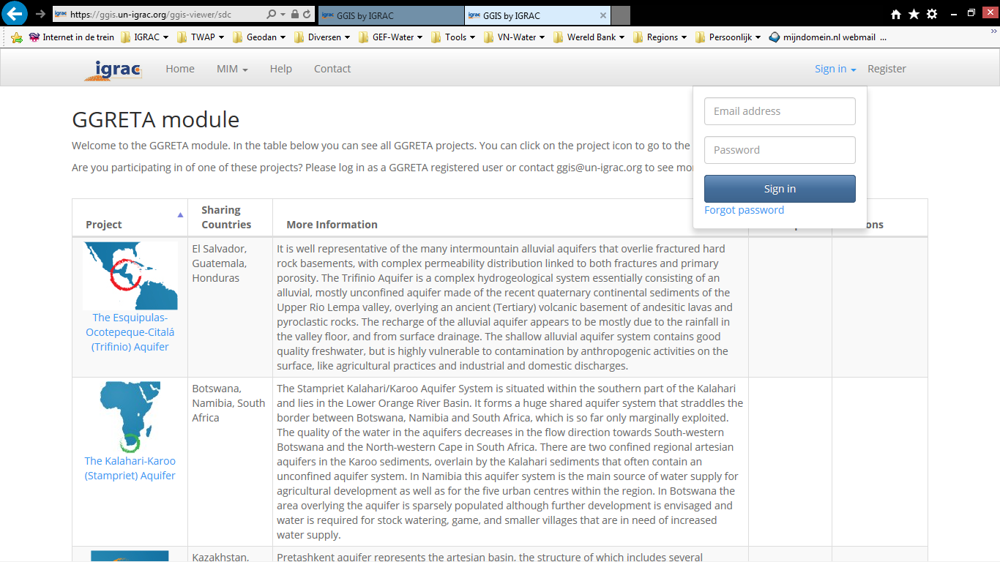 https://ggis.un-igrac.org/ggis-viewer/sdc
igrac GGIS by IGRAC
igrac GGIS by IGRAC
Internet in de trein IGRAC TWAP Geodan Diversen GEF-Water Tools VN-Water Wereld Bank Regions Persoonlijk mijndomein.nl webmail ...
igrac Home MIM Help Contact Sign in Register
Email address
Password
Sign in
Forgot password
GGRETA module
Welcome to the GGRETA module. In the table below you can see all GGRETA projects. You can click on the project icon to go to the
Are you participating in of one of these projects? Please log in as a GGRETA registered user or contact ggis@un-igrac.org to see
Project
Sharing
Countries
More Information
The Esquipulas-
Ocotepeque-Citalá
(Trifinio) Aquifer
El Salvador,
Guatemala,
Honduras
It is well representative of the many intermountain alluvial aquifers that overlie fractured hard
rock basements, with complex permeability distribution linked to both fractures and primary
porosity. The Trifinio Aquifer is a complex hydrogeological system essentially consisting of an
alluvial, mostly unconfined aquifer made of the recent quaternary continental sediments of the
Upper Rio Lempa valley, overlying an ancient (Tertiary) volcanic basement of andesitic lavas and
pyroclastic rocks. The recharge of the alluvial aquifer appears to be mostly due to the rainfall in
the valley floor, and from surface drainage. The shallow alluvial aquifer system contains good
quality freshwater, but is highly vulnerable to contamination by anthropogenic activities on the
surface, like agricultural practices and industrial and domestic discharges.
The Kalahari-Karoo
(Stampriet) Aquifer
Botswana,
Namibia, South
Africa
The Stampriet Kalahari/Karoo Aquifer System is situated within the southern part of the Kalahari
and lies in the Lower Orange River Basin. It forms a huge shared aquifer system that straddles the
border between Botswana, Namibia and South Africa, which is so far only marginally exploited.
The quality of the water in the aquifers decreases in the flow direction towards South-western
Botswana and the North-western Cape in South Africa. There are two confined regional artesian
aquifers in the Karoo sediments, overlain by the Kalahari sediments that often contain an
unconfined aquifer system. In Namibia this aquifer system is the main source of water supply for
agricultural development as well as for the five urban centres within the region. In Botswana the
area overlying the aquifer is sparsely populated although further development is envisaged and
water is required for stock watering, game, and smaller villages that are in need of increased
water supply.
Kazakhstan,
Pretashkent aquifer represents the artesian basin, the structure of which includes several